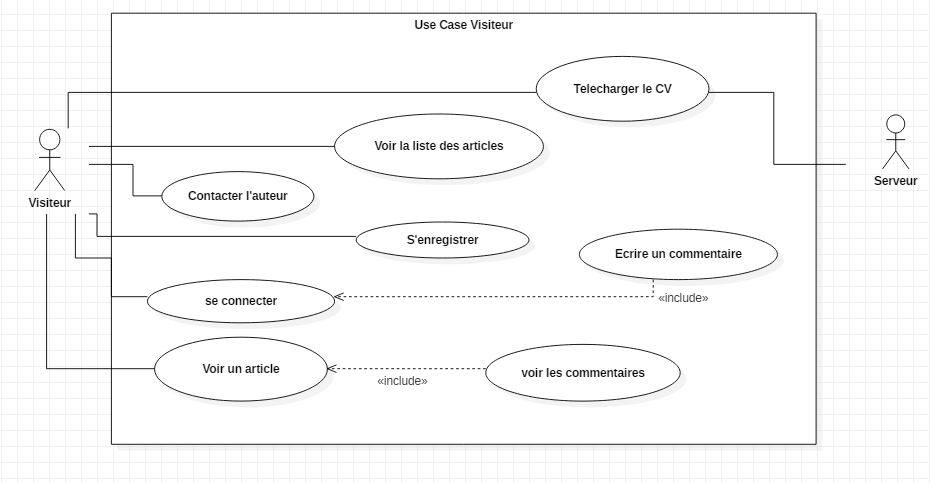 Use Case Visiteur
Telecharger le CV
Voir la liste des articles
Contacter l'auteur
Visiteur
Serveur
S'enregistrer
Ecrire un commentaire
se connecter
«include»
Voir un article
«include»
voir les commentaires